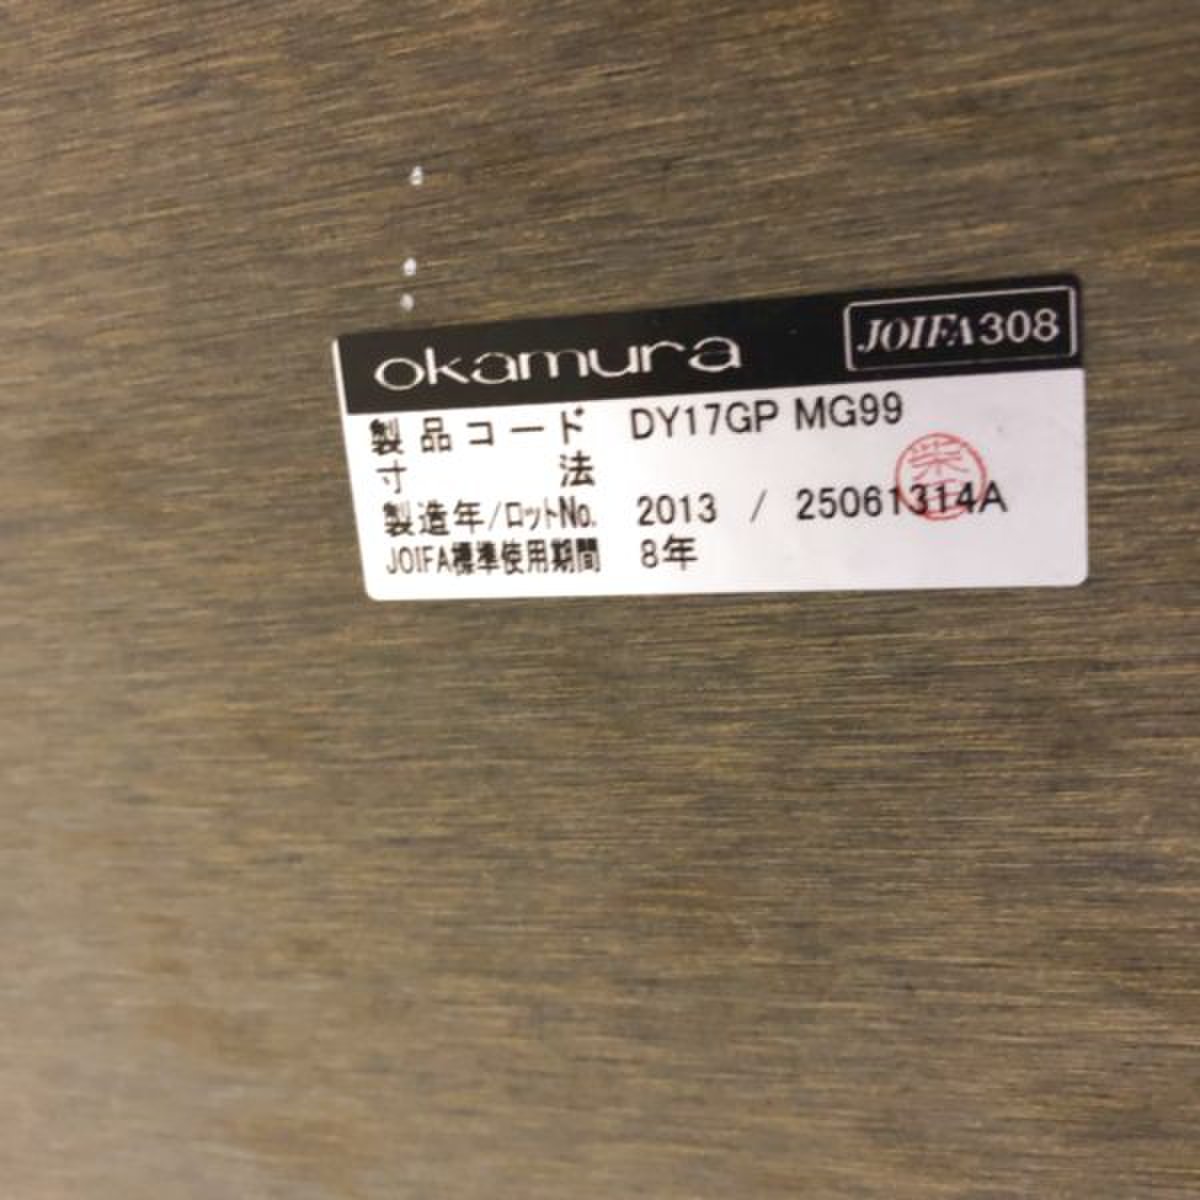 okamura JOIFA308
製品コード DY17GP MG99
寸法
製造年/ロットNo. 2013 / 25061314A
JOIFA標準使用期間 8年